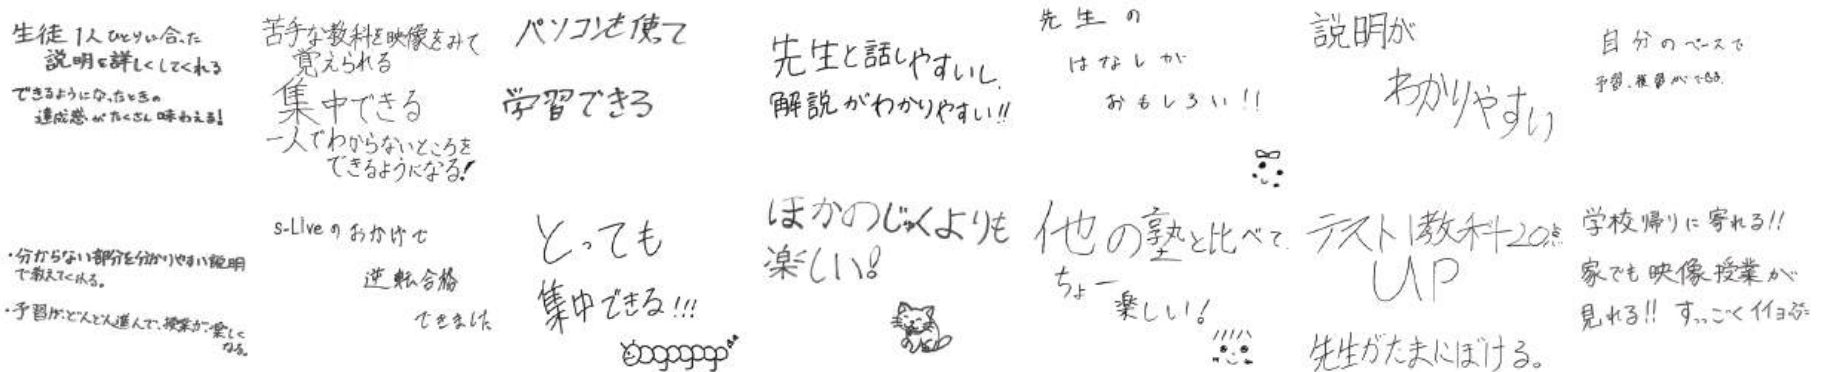 生徒1人ひとりに合った
説明を詳しくしてくれる
できるようになったときの
達成感がたくさん味わえる!
苦手な教科を映像をみて
覚えられる
集中できる
一人でわからないところを
できるようになる!
パソコンを使って
学習できる
先生と話しやすいし、
解説がわかりやすい!!
先生の
はなしが
おもしろい!!
説明が
わかりやすい
自分のペースで
予習、復習ができる。
・分からない部分を分かりやすい説明
で教えてくれる。
・予習がどんどん進んで、授業が楽しく
なる。
s-Liveのおかげで
逆転合格
できました
とっても
集中できる!!!
ほかのじゅくよりも
楽しい!
他の塾と比べて
ちょー
楽しい!
テスト1教科20点
UP
先生がたまにぼける。
学校帰りに寄れる!!
家でも映像授業が
見れる!! すっごくイイヨ